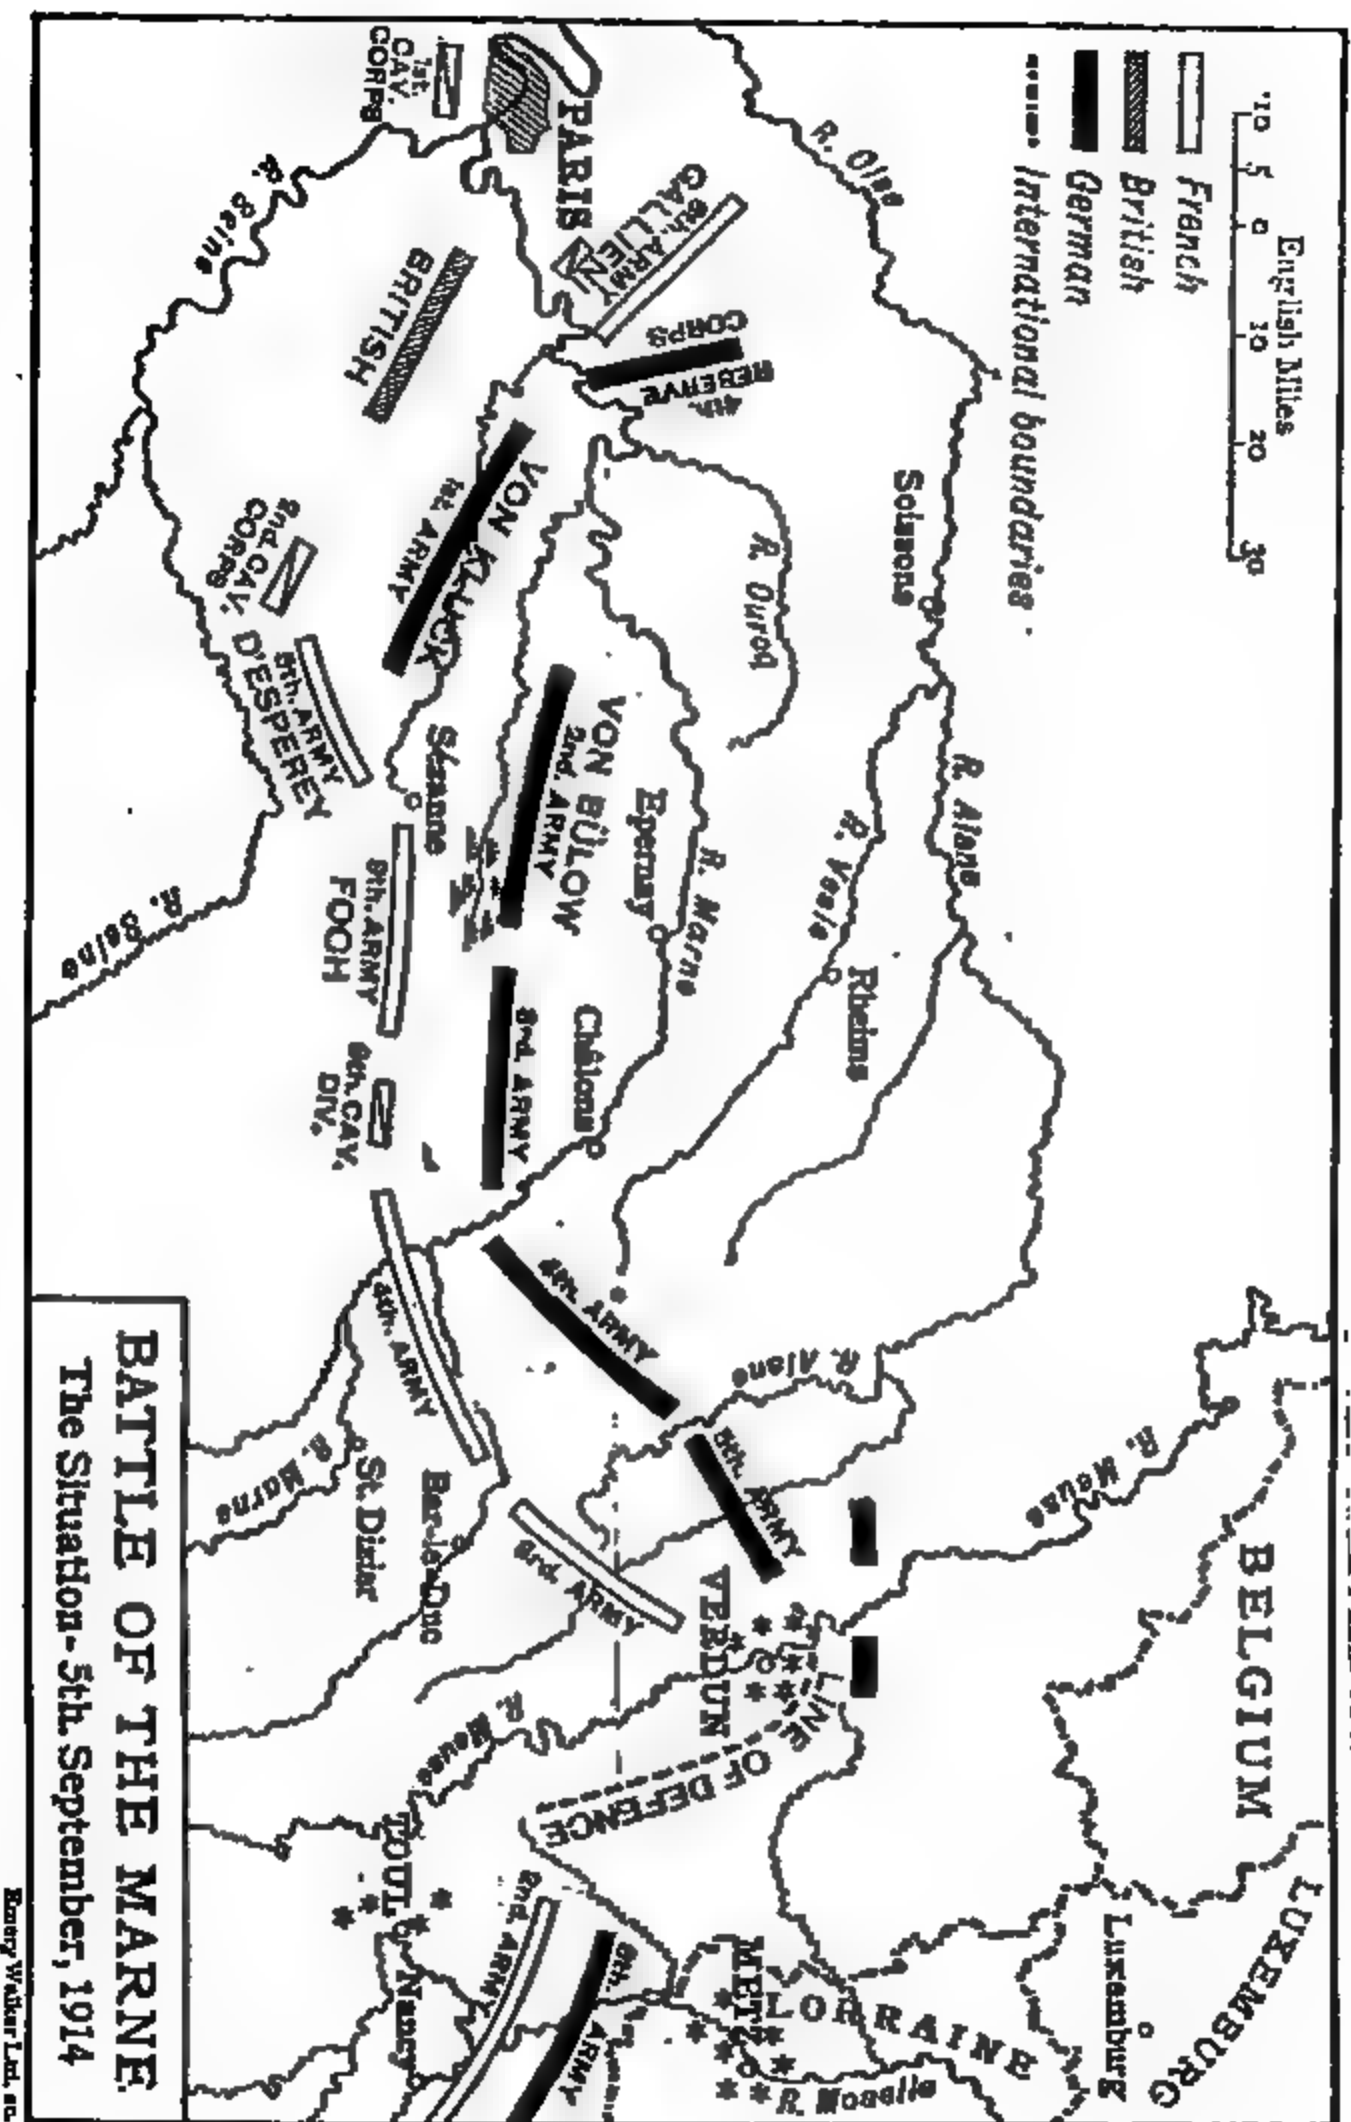 English Miles
10 5 0 10 20 30
French
British
German
International boundaries
BELGIUM
LUXEMBURG
Luxemburg
LORRAINE
R. Oise
R. Aisne
Soissons
R. Vesle
Rheims
R. Ourcq
R. Meuse
R. Aisne
METZ
R. Moselle
PARIS
6th. ARMY
GALLIENI
4th.
RESERVE
CORPS
R. Marne
Epernay
Châlons
VERDUN
LINE OF DEFENCE
VON KLUCK
1st. ARMY
VON BÜLOW
2nd. ARMY
3rd. ARMY
4th. ARMY
5th. ARMY
6th. ARMY
1st.
CAV.
CORPS
BRITISH
Sézanne
2nd. CAV.
CORPS
5th. ARMY
D'ESPEREY
9th. ARMY
FOCH
9th. CAV.
DIV.
4th. ARMY
3rd. ARMY
2nd. ARMY
Bar-le-Duc
St. Dizier
R. Marne
R. Meuse
TOUL
Nancy
R. Seine
R. Seine
BATTLE OF THE MARNE
The Situation - 5th. September, 1914
Emery Walker Ltd. sc.